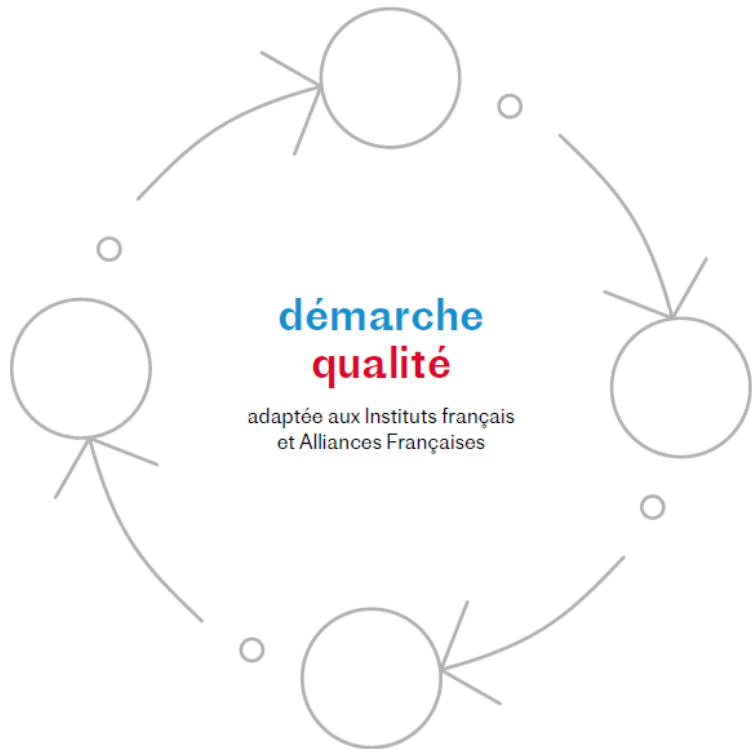 démarche
qualité
adaptée aux Instituts français
et Alliances Françaises